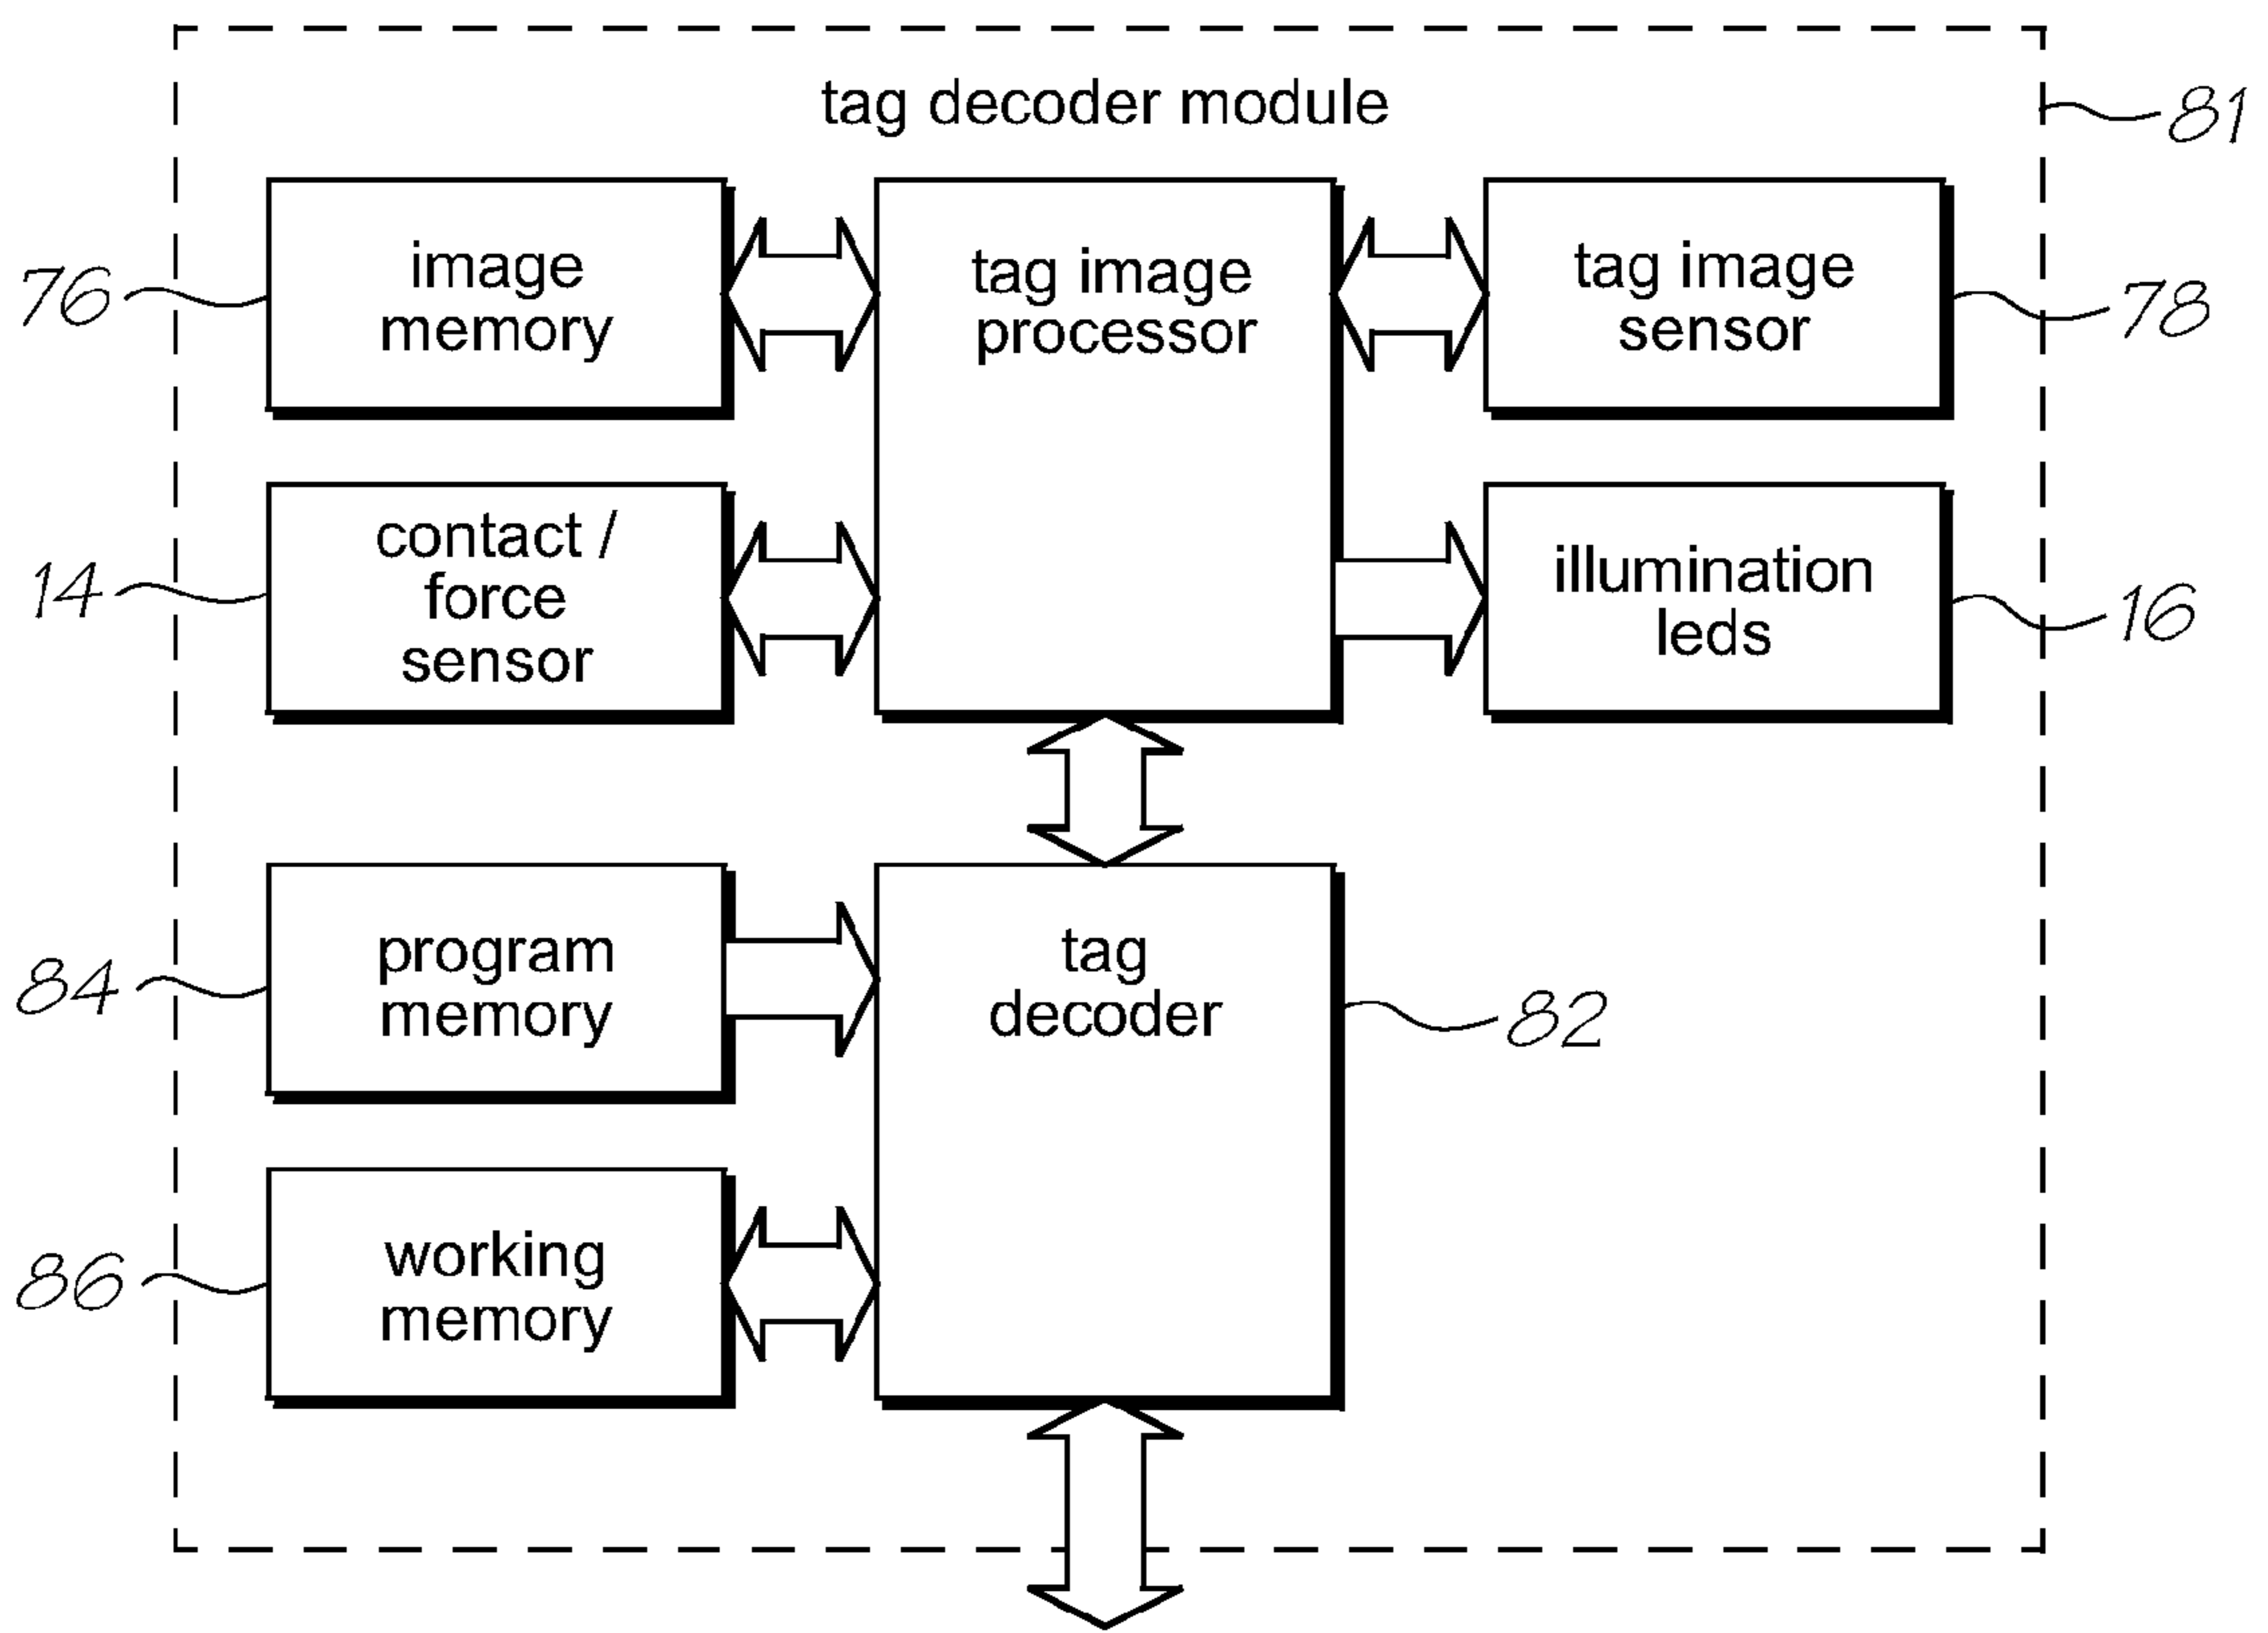 tag decoder module
81
76
image
memory
tag image
processor
tag image
sensor
78
14
contact /
force
sensor
illumination
leds
16
84
program
memory
tag
decoder
82
86
working
memory